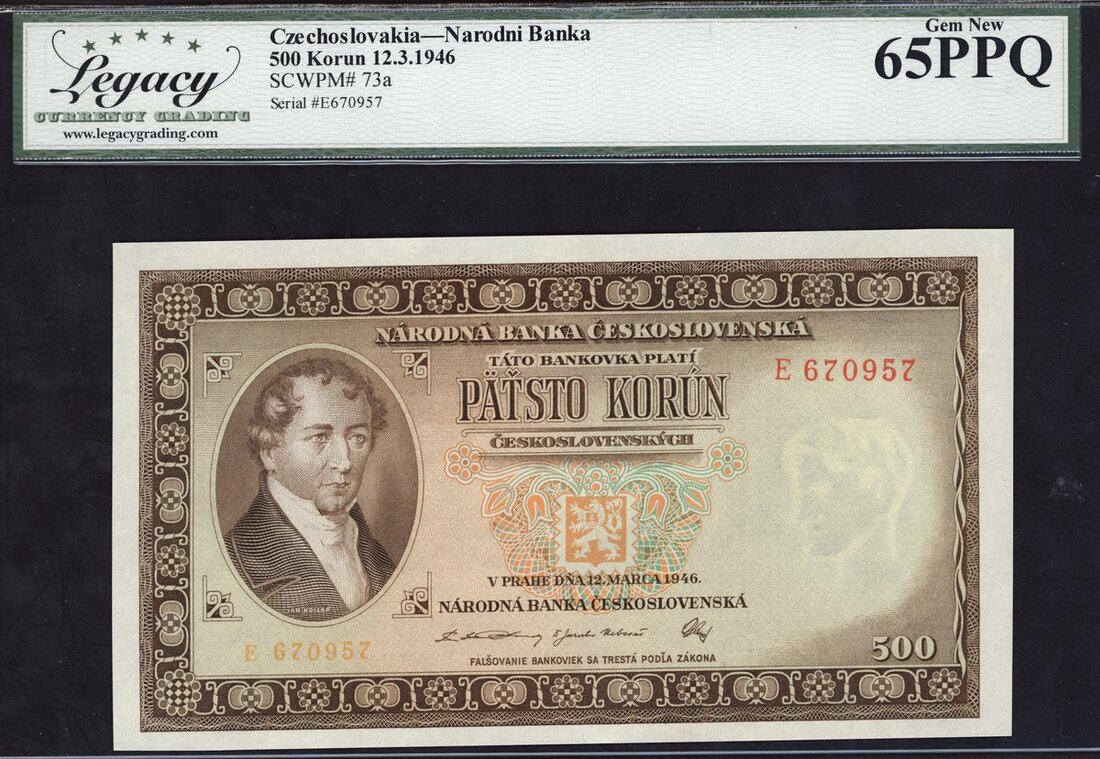 Legacy
CURRENCY GRADING
www.legacygrading.com
Czechoslovakia—Narodni Banka
500 Korun 12.3.1946
SCWPM# 73a
Serial #E670957
Gem New
65PPQ
NÁRODNÁ BANKA ČESKOSLOVENSKÁ
TÁTO BANKOVKA PLATÍ
PÄŤSTO KORÚN
ČESKOSLOVENSKÝCH
E 670957
V PRAHE DŇA 12. MARCA 1946.
NÁRODNÁ BANKA ČESKOSLOVENSKÁ
JAN KOLLÁR
E 670957
FALŠOVANIE BANKOVIEK SA TRESTÁ PODĽA ZÁKONA
500